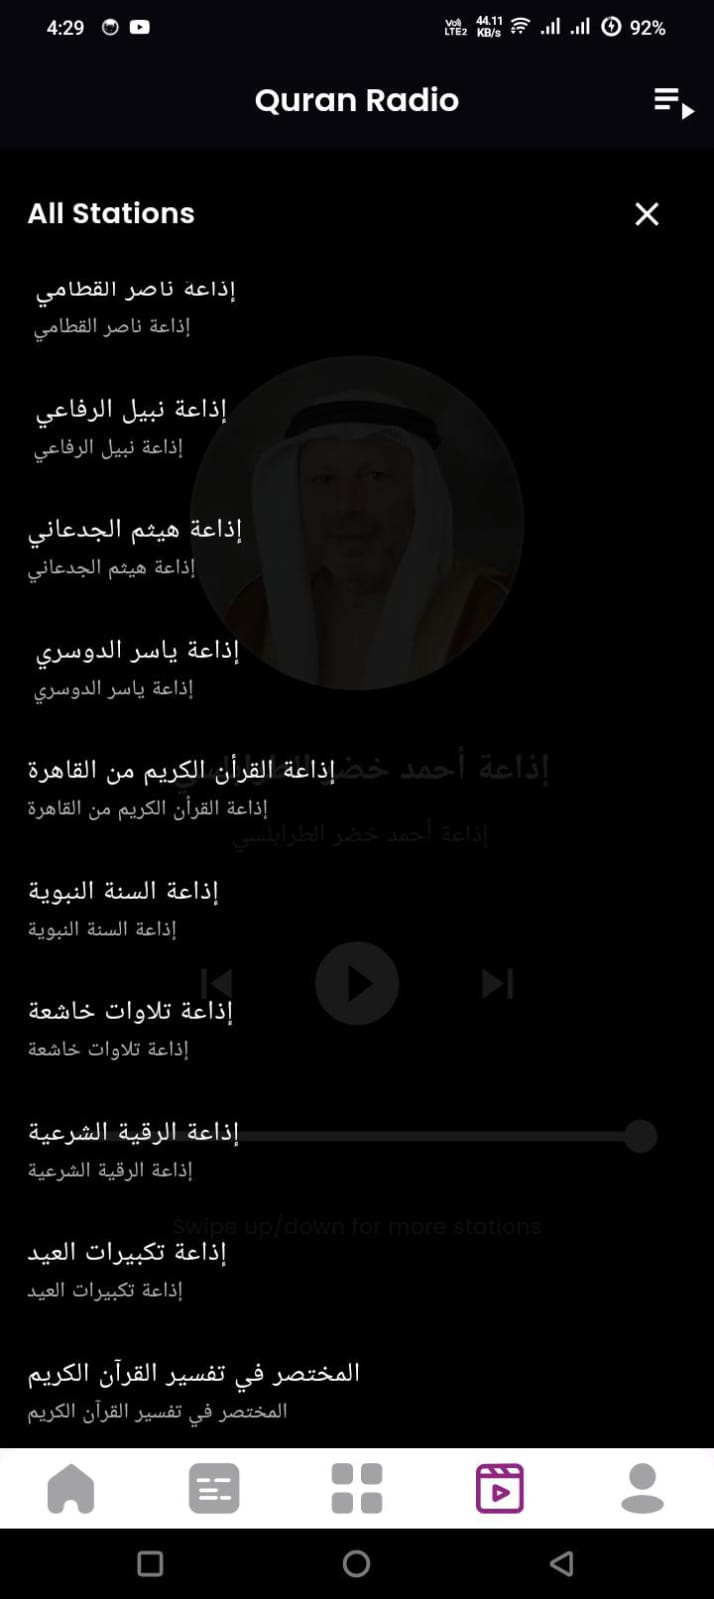 4:29
Vo) LTE2 44.11 KB/s 92%
Quran Radio
All Stations
إذاعة ناصر القطامي
إذاعة ناصر القطامي
إذاعة نبيل الرفاعي
إذاعة نبيل الرفاعي
إذاعة هيثم الجدعاني
إذاعة هيثم الجدعاني
إذاعة ياسر الدوسري
إذاعة ياسر الدوسري
إذاعة أحمد خضر الطرابلسي
إذاعة القرأن الكريم من القاهرة
إذاعة القرأن الكريم من القاهرة
إذاعة أحمد خضر الطرابلسي
إذاعة السنة النبوية
إذاعة السنة النبوية
إذاعة تلاوات خاشعة
إذاعة تلاوات خاشعة
إذاعة الرقية الشرعية
إذاعة الرقية الشرعية
Swipe up/down for more stations
إذاعة تكبيرات العيد
إذاعة تكبيرات العيد
المختصر في تفسير القرآن الكريم
المختصر في تفسير القرآن الكريم